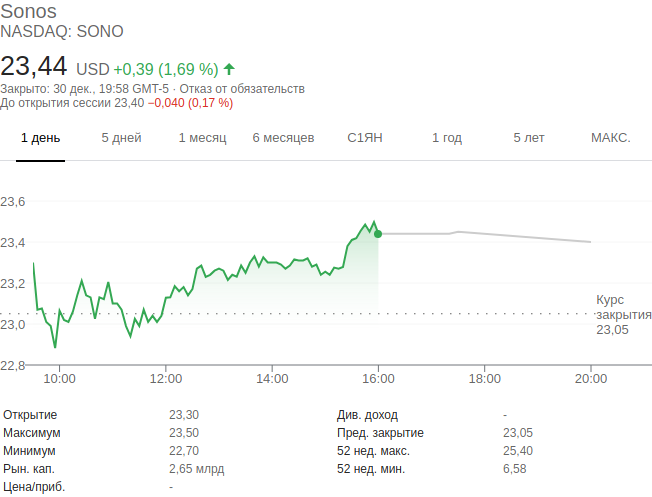 Sonos
NASDAQ: SONO
23,44 USD +0,39 (1,69 %)
Закрыто: 30 дек., 19:58 GMT-5 · Отказ от обязательств
До открытия сессии 23,40 −0,040 (0,17 %)
1 день 5 дней 1 месяц 6 месяцев С1ЯН 1 год 5 лет МАКС.
23,6
23,4
23,2
23,0
22,8
Курс
закрытия
23,05
10:00 12:00 14:00 16:00 18:00 20:00
Открытие 23,30 Див. доход -
Максимум 23,50 Пред. закрытие 23,05
Минимум 22,70 52 нед. макс. 25,40
Рын. кап. 2,65 млрд 52 нед. мин. 6,58
Цена/приб. -